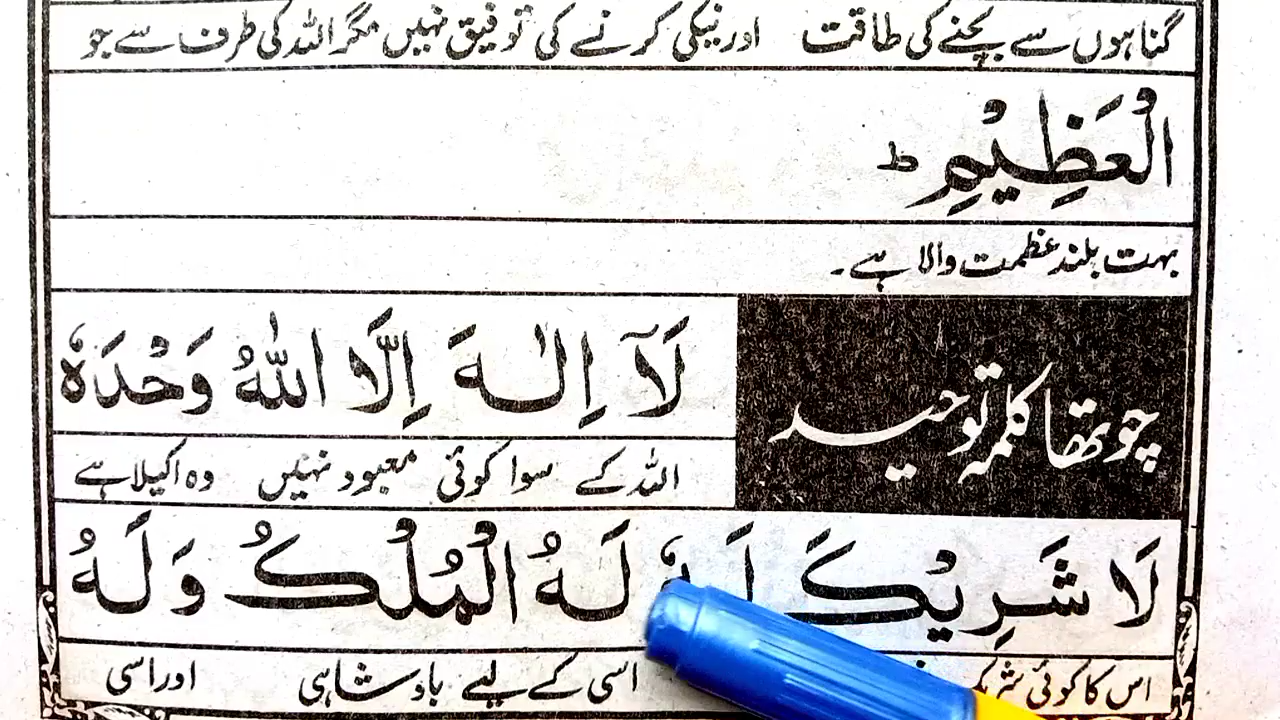 گناہوں سے بچنے کی طاقت اور نیکی کرنے کی توفیق نہیں مگر اللہ کی طرف سے جو
الْعَظِیْمِ ؕ
بہت بلند عظمت والا ہے۔
چوتھا کلمہ توحید
لَآ اِلٰہَ اِلَّا اللّٰہُ وَحْدَہٗ
اللہ کے سوا کوئی معبود نہیں وہ اکیلا ہے
لَا شَرِیْکَ لَہٗ لَہُ الْمُلْکُ وَ لَہُ
اس کا کوئی اسی کے لیے بادشاہی اور اسی